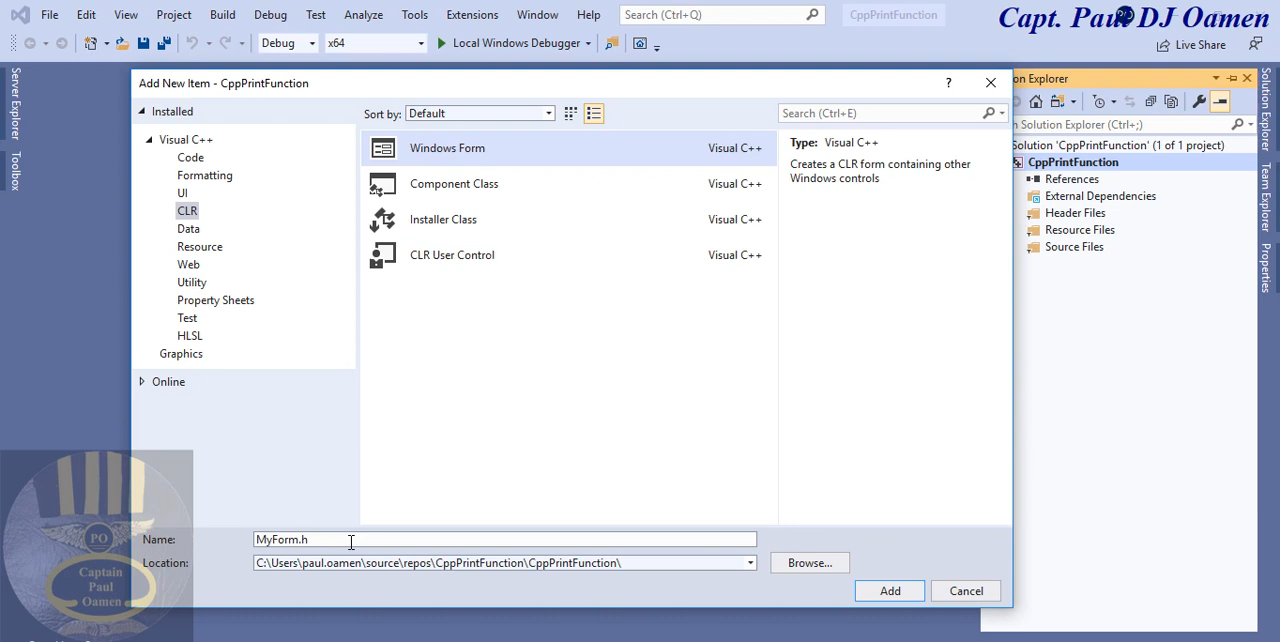 File Edit View Project Build Debug Test Analyze Tools Extensions Window Help Search (Ctrl+Q) CppPrintFunction
Capt. Paul DJ Oamen
Debug x64 Local Windows Debugger Live Share
Server Explorer
Toolbox
Add New Item - CppPrintFunction ?
Installed
Sort by: Default
Search (Ctrl+E)
Visual C++
Code
Formatting
UI
CLR
Data
Resource
Web
Utility
Property Sheets
Test
HLSL
Graphics
Online
Windows Form Visual C++
Component Class Visual C++
Installer Class Visual C++
CLR User Control Visual C++
Type: Visual C++
Creates a CLR form containing other
Windows controls
Name: MyForm.h
Location: C:\Users\paul.oamen\source\repos\CppPrintFunction\CppPrintFunction\
Browse...
Add Cancel
on Explorer
n Solution Explorer (Ctrl+;)
Solution 'CppPrintFunction' (1 of 1 project)
CppPrintFunction
References
External Dependencies
Header Files
Resource Files
Source Files
Solution Explorer
Team Explorer
Properties
PO
Captain
Paul
Oamen